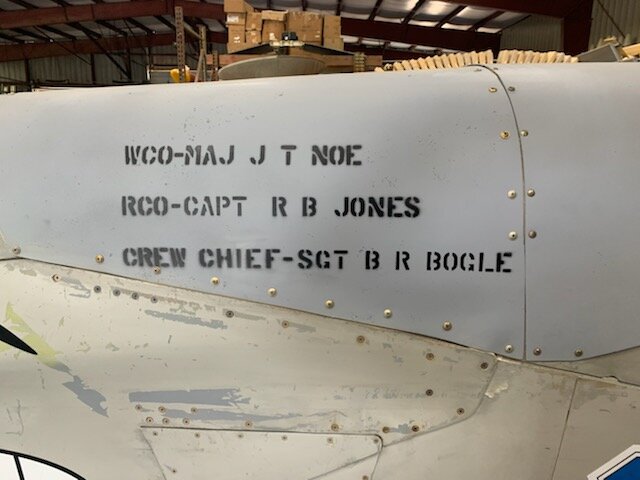 WCO-MAJ J T NOE
RCO-CAPT R B JONES
CREW CHIEF-SGT B R BOGLE